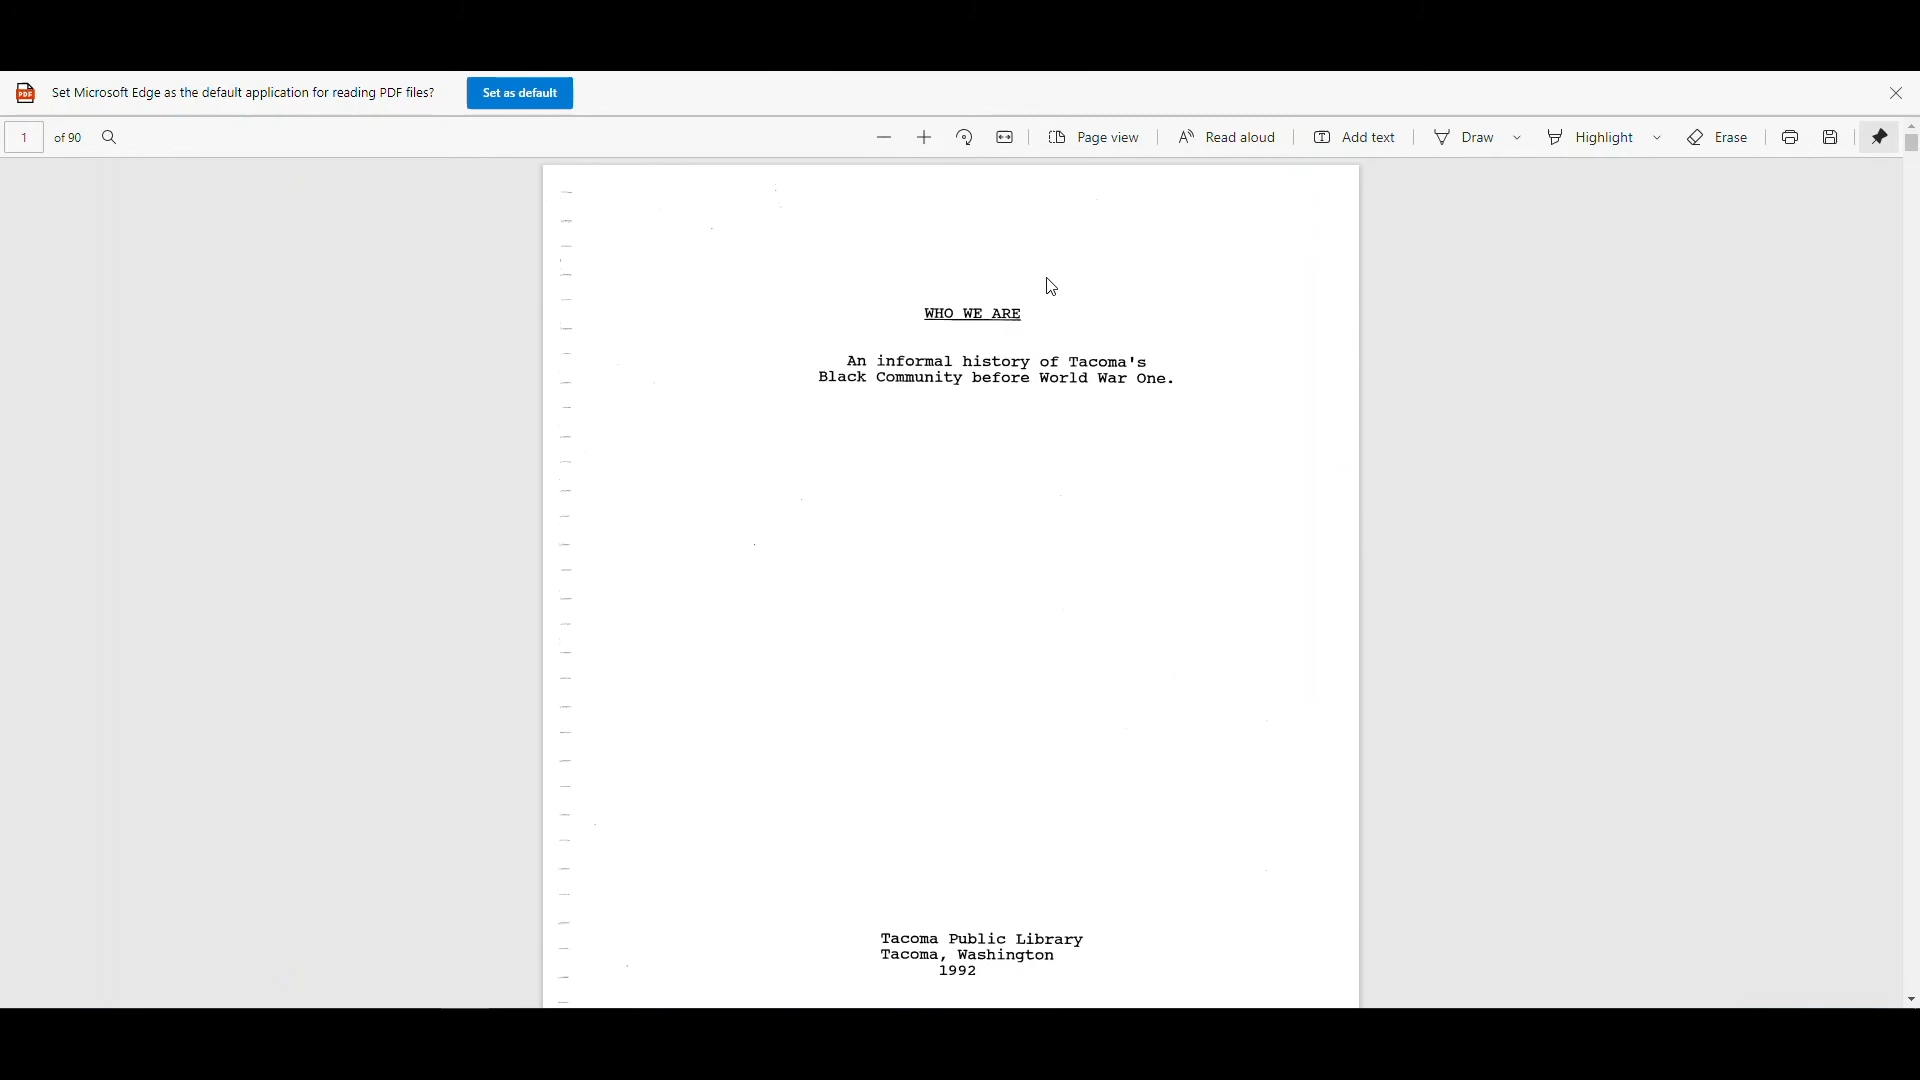 Set Microsoft Edge as the default application for reading PDF files?
Set as default
1 of 90
Page view
Read aloud
Add text
Draw
Highlight
Erase
WHO WE ARE
An informal history of Tacoma's
Black Community before World War One.
Tacoma Public Library
Tacoma, Washington
1992